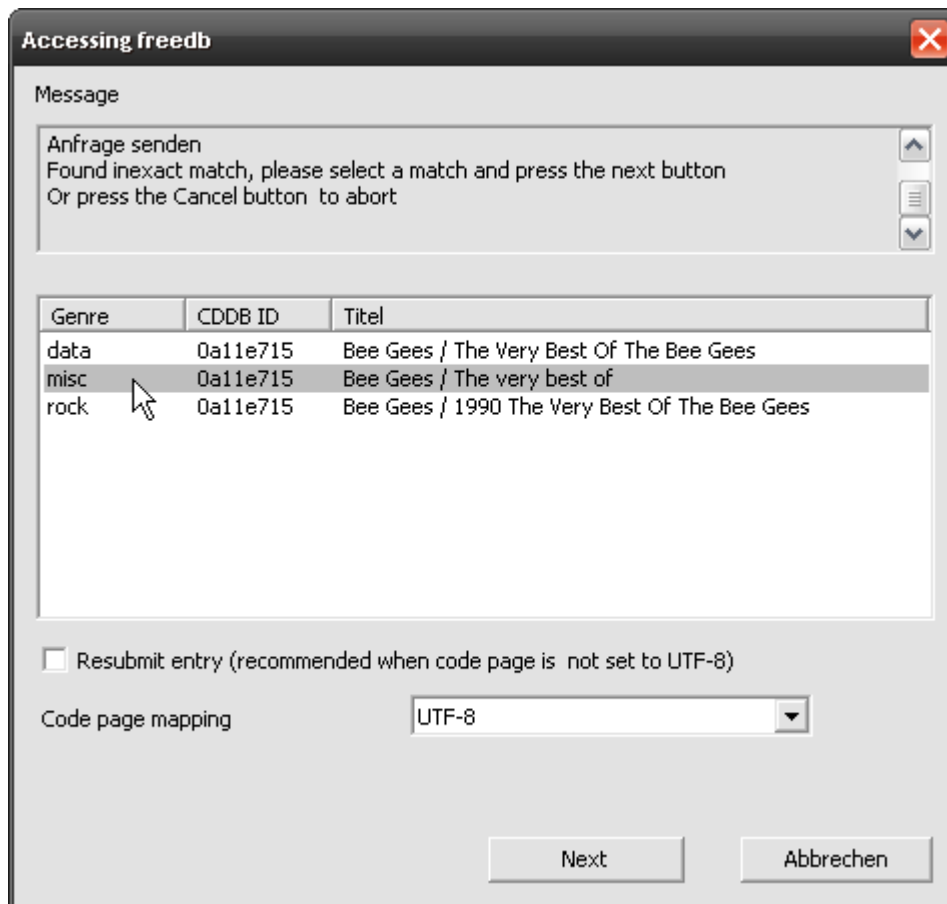 Accessing freedb
Message
Anfrage senden
Found inexact match, please select a match and press the next button
Or press the Cancel button  to abort
Genre CDDB ID Titel
data 0a11e715 Bee Gees / The Very Best Of The Bee Gees
misc 0a11e715 Bee Gees / The very best of
rock 0a11e715 Bee Gees / 1990 The Very Best Of The Bee Gees
Resubmit entry (recommended when code page is  not set to UTF-8)
Code page mapping UTF-8
Next Abbrechen